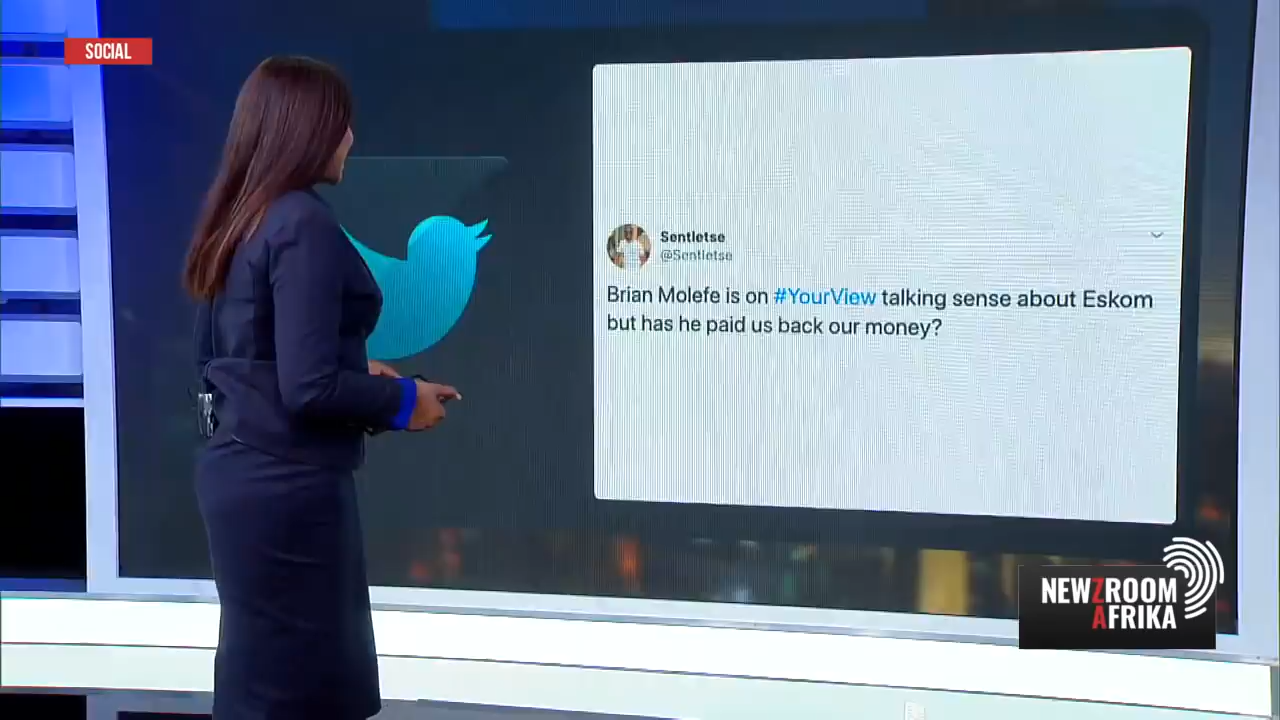 SOCIAL
Sentletse
@Sentletse
Brian Molefe is on #YourView talking sense about Eskom
but has he paid us back our money?
NEWZROOM
AFRIKA